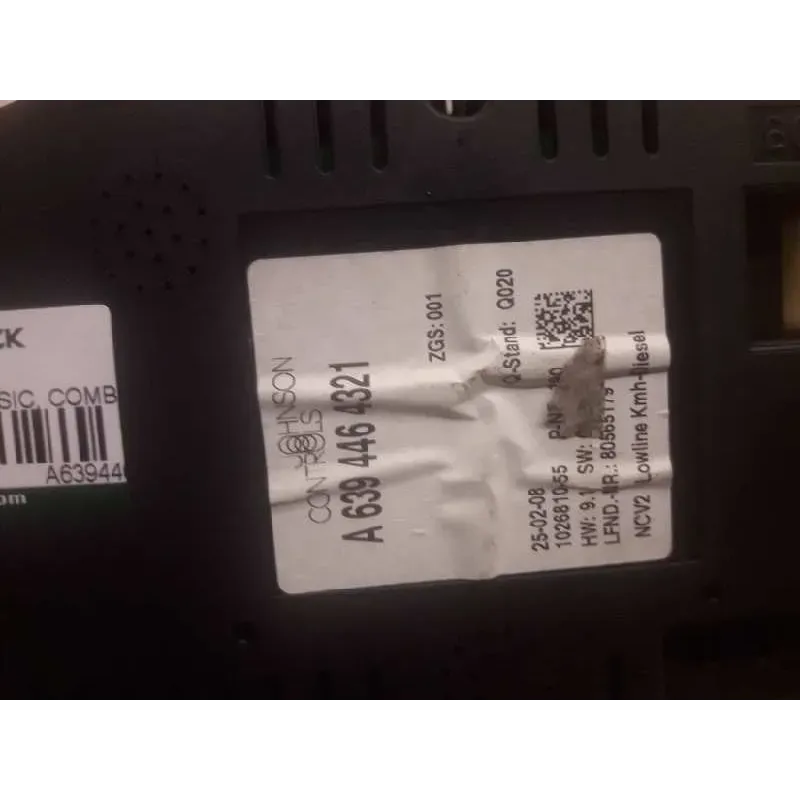 JOHNSON
CONTROLS
A 639 446 4321
ZGS: 001
Q-Stand: Q020
25-02-08
1026810-55
HW: 9.1 SW:
LFND.-NR.: 80565179
NCV2 Lowline Kmh-Diesel
CK
SIC, COMB
A63944
om